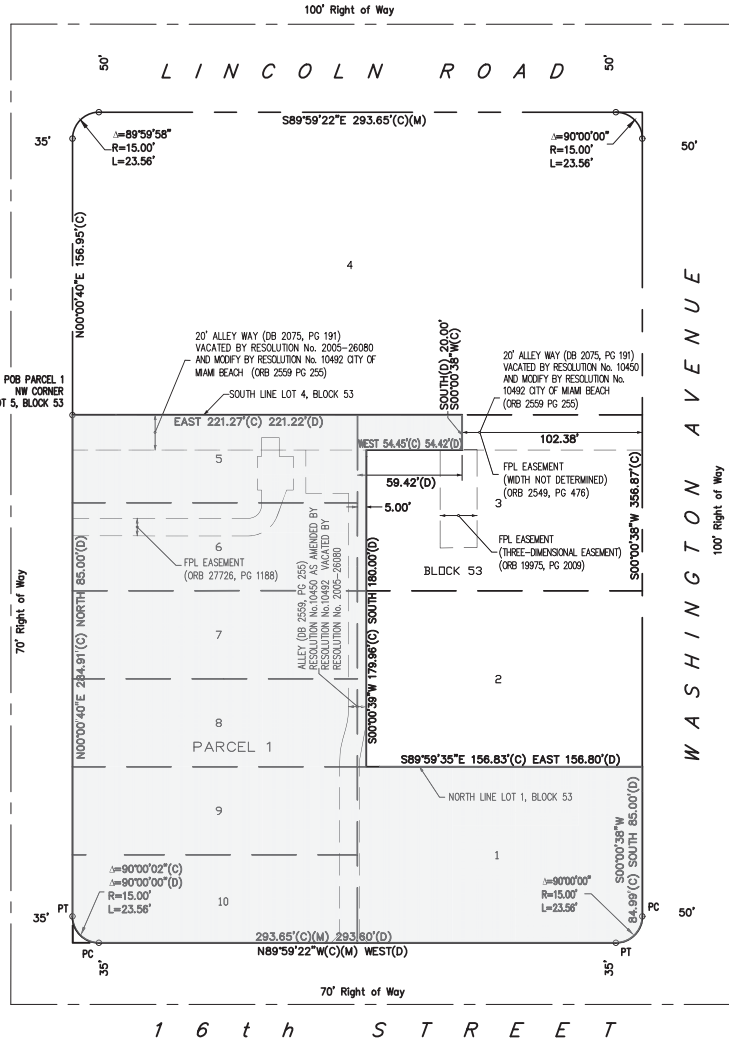 100' Right of Way
50'
50'
LINCOLN ROAD
S89°59'22"E 293.65'(C)(M)
35'
Δ=89°59'58"
R=15.00'
L=23.56'
Δ=90°00'00"
R=15.00'
L=23.56'
50'
N00°00'40"E 156.95'(C)
4
WASHINGTON AVENUE
100' Right of Way
20' ALLEY WAY (DB 2075, PG 191)
VACATED BY RESOLUTION No. 2005-26080
AND MODIFY BY RESOLUTION No. 10492 CITY OF
MIAMI BEACH (ORB 2559 PG 255)
SOUTH(D) 20.00'
S00°00'38"W(C)
20' ALLEY WAY (DB 2075, PG 191)
VACATED BY RESOLUTION No. 10450
AND MODIFY BY RESOLUTION No.
10492 CITY OF MIAMI BEACH
(ORB 2559 PG 255)
POB PARCEL 1
NW CORNER
OT 5, BLOCK 53
SOUTH LINE LOT 4, BLOCK 53
EAST 221.27'(C) 221.22'(D)
WEST 54.45'(C) 54.42'(D)
102.38'
5
59.42'(D)
FPL EASEMENT
(WIDTH NOT DETERMINED)
(ORB 2549, PG 476)
3
5.00'
S00°00'38"W 356.87'(C)
6
FPL EASEMENT
(ORB 27726, PG 1188)
FPL EASEMENT
(THREE-DIMENSIONAL EASEMENT)
(ORB 19975, PG 2009)
BLOCK 53
70' Right of Way
N00°00'40"E 284.91'(C) NORTH 85.00'(D)
ALLEY (DB 2559, PG 255)
RESOLUTION No.10450 AS AMENDED BY
RESOLUTION No.10492 VACATED BY
RESOLUTION No. 2005-26080
S00°00'39"W 179.96'(C) SOUTH 180.00'(D)
7
2
8
PARCEL 1
S89°59'35"E 156.83'(C) EAST 156.80'(D)
NORTH LINE LOT 1, BLOCK 53
9
1
S00°00'38"W
84.99'(C) SOUTH 85.00'(D)
Δ=90°00'02"(C)
Δ=90°00'00"(D)
R=15.00'
L=23.56'
10
Δ=90°00'00"
R=15.00'
L=23.56'
PT
35'
PC
50'
PC
35'
293.65'(C)(M) 293.60'(D)
N89°59'22"W(C)(M) WEST(D)
PT
35'
70' Right of Way
16th STREET